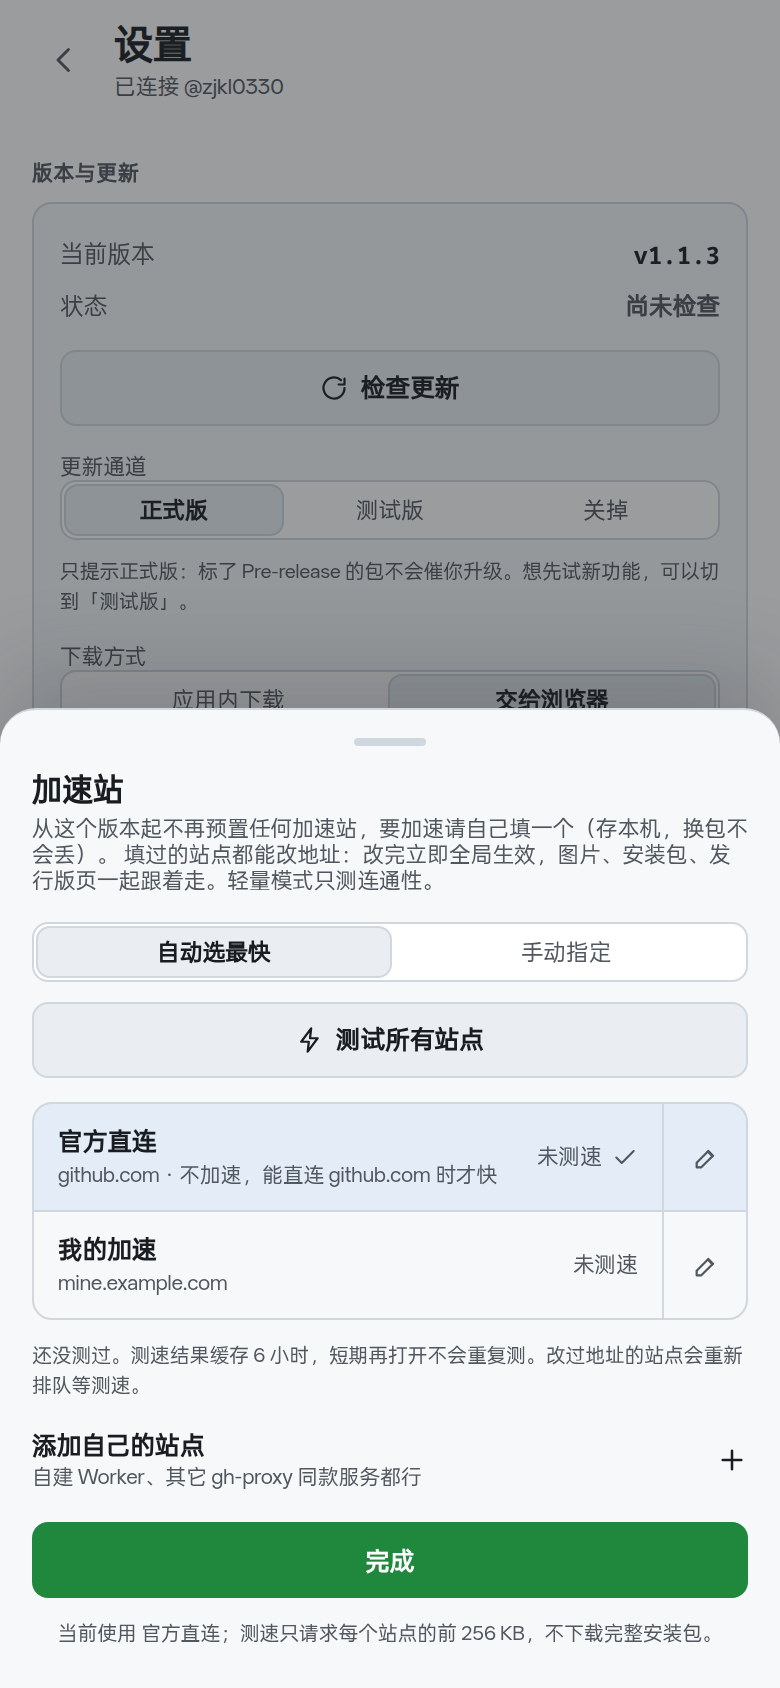 设置
已连接 @zjkl0330
版本与更新
当前版本
v1.1.3
状态
尚未检查
检查更新
更新通道
正式版
测试版
关掉
只提示正式版：标了 Pre-release 的包不会催你升级。想先试新功能，可以切
到「测试版」。
下载方式
应用内下载
交给浏览器
加速站
从这个版本起不再预置任何加速站，要加速请自己填一个（存本机，换包不
会丢）。 填过的站点都能改地址：改完立即全局生效，图片、安装包、发
行版页一起跟着走。轻量模式只测连通性。
自动选最快
手动指定
测试所有站点
官方直连
github.com · 不加速，能直连 github.com 时才快
未测速
我的加速
mine.example.com
未测速
还没测过。测速结果缓存 6 小时，短期再打开不会重复测。改过地址的站点会重新
排队等测速。
添加自己的站点
自建 Worker、其它 gh-proxy 同款服务都行
完成
当前使用 官方直连；测速只请求每个站点的前 256 KB，不下载完整安装包。